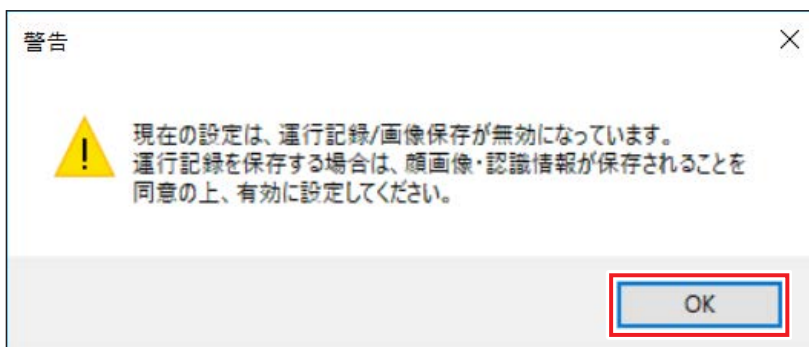 警告
現在の設定は、運行記録/画像保存が無効になっています。
運行記録を保存する場合は、顔画像・認識情報が保存されることを
同意の上、有効に設定してください。
OK